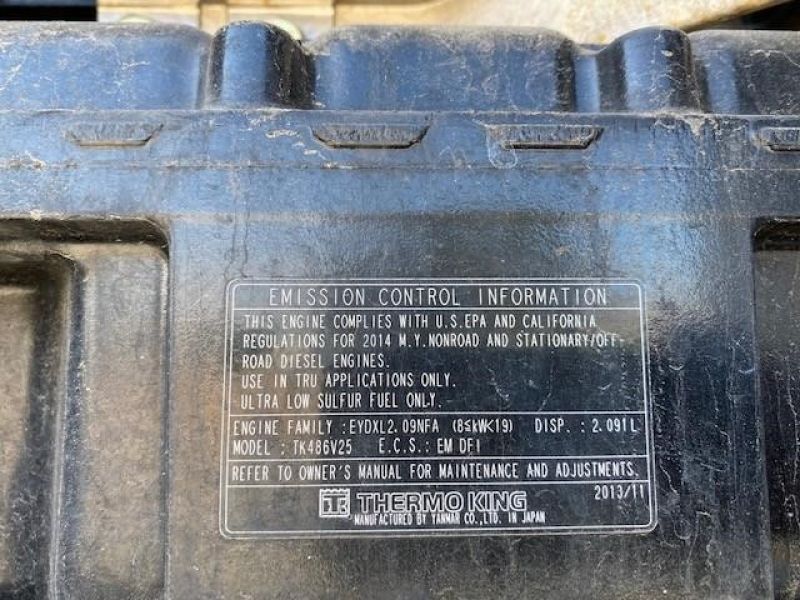 EMISSION CONTROL INFORMATION
THIS ENGINE COMPLIES WITH U.S.EPA AND CALIFORNIA
REGULATIONS FOR 2014 M.Y.NONROAD AND STATIONARY/OFF-
ROAD DIESEL ENGINES.
USE IN TRU APPLICATIONS ONLY.
ULTRA LOW SULFUR FUEL ONLY.
ENGINE FAMILY :EYDXL2.09NFA (8≤kW<19) DISP. : 2.091L
MODEL : TK486V25 E.C.S.: EM DFI
REFER TO OWNER'S MANUAL FOR MAINTENANCE AND ADJUSTMENTS.
THERMO KING 2013/11
MANUFACTURED BY YANMAR CO.,LTD. IN JAPAN